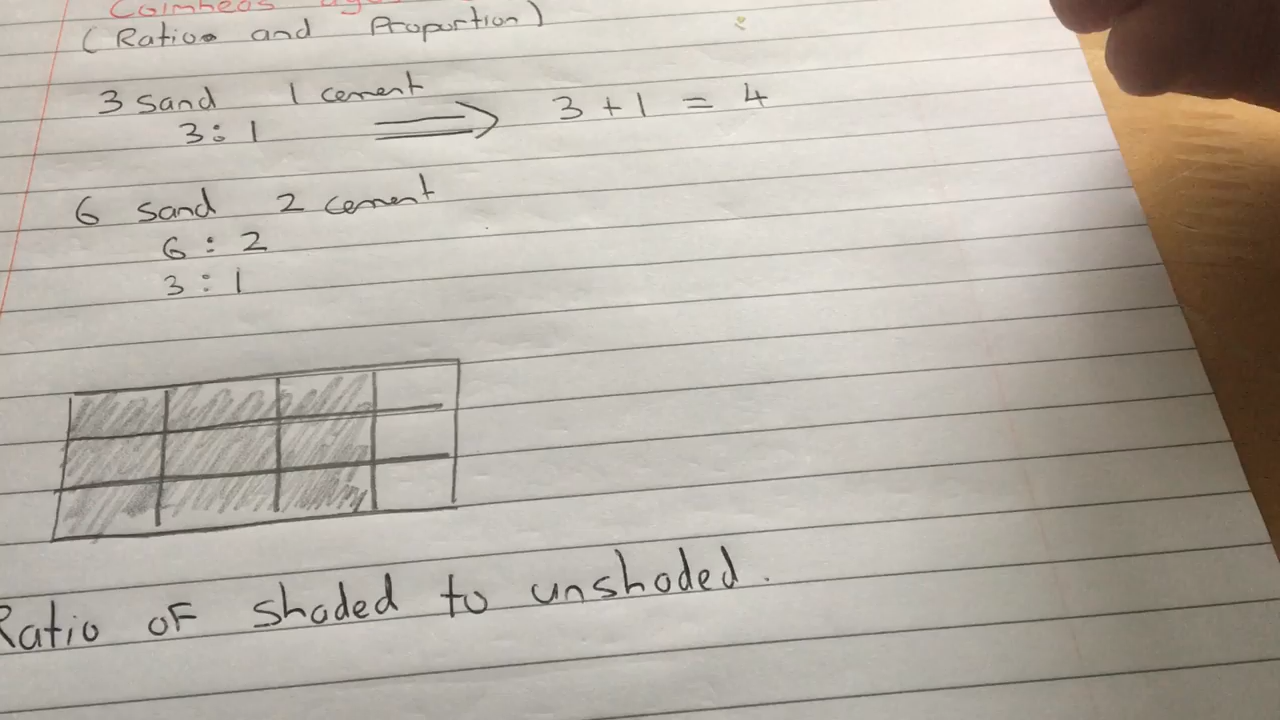 Coimheas
(Ratio and Proportion)
3 sand 1 cement
3:1 ⟹ 3 + 1 = 4
6 sand 2 cement
6 : 2
3 : 1
Ratio of shaded to unshaded.